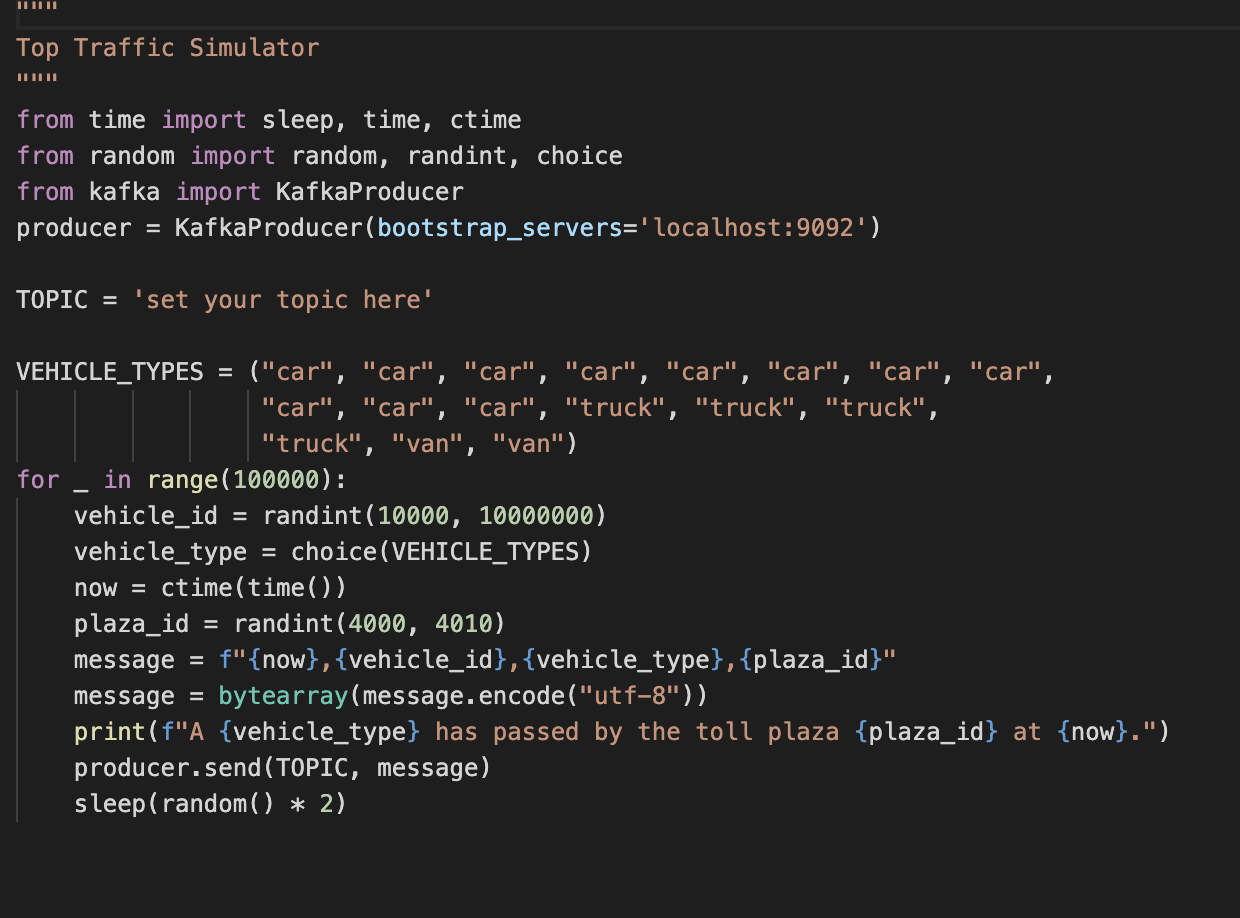 """
Top Traffic Simulator
"""
from time import sleep, time, ctime
from random import random, randint, choice
from kafka import KafkaProducer
producer = KafkaProducer(bootstrap_servers='localhost:9092')

TOPIC = 'set your topic here'

VEHICLE_TYPES = ("car", "car", "car", "car", "car", "car", "car", "car",
                 "car", "car", "car", "truck", "truck", "truck",
                 "truck", "van", "van")
for _ in range(100000):
    vehicle_id = randint(10000, 10000000)
    vehicle_type = choice(VEHICLE_TYPES)
    now = ctime(time())
    plaza_id = randint(4000, 4010)
    message = f"{now},{vehicle_id},{vehicle_type},{plaza_id}"
    message = bytearray(message.encode("utf-8"))
    print(f"A {vehicle_type} has passed by the toll plaza {plaza_id} at {now}.")
    producer.send(TOPIC, message)
    sleep(random() * 2)